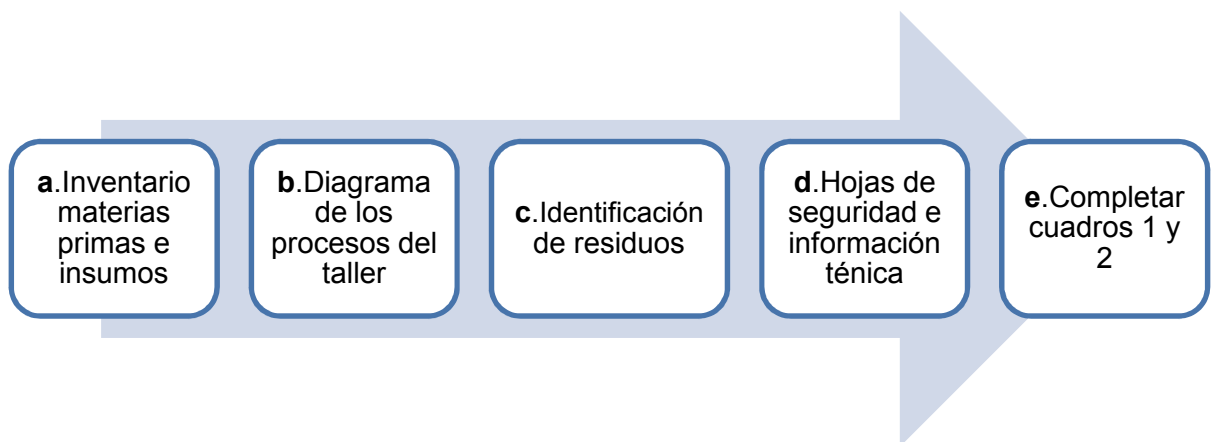 a.Inventario
materias
primas e
insumos
b.Diagrama
de los
procesos del
taller
c.Identificación
de residuos
d.Hojas de
seguridad e
información
ténica
e.Completar
cuadros 1 y
2